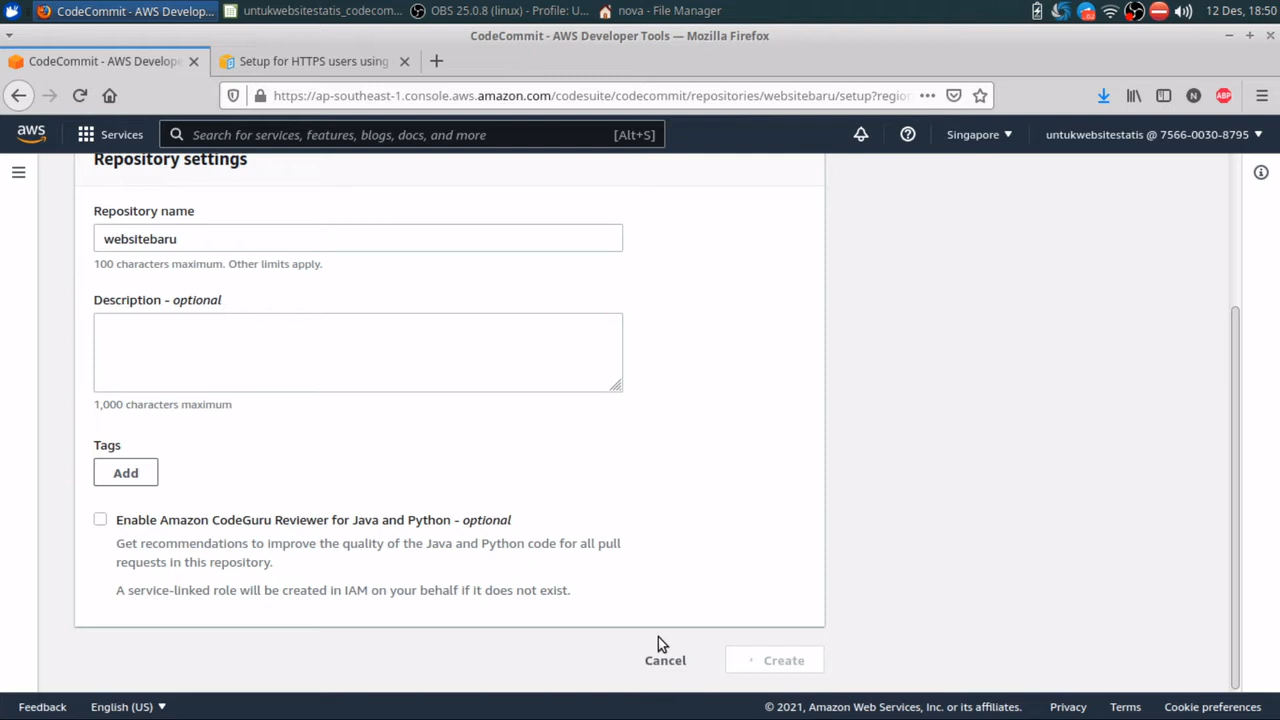 CodeCommit - AWS Develop...
untukwebsitestatis_codecom...
OBS 25.0.8 (linux) - Profile: U...
nova - File Manager
12 Des, 18:50
CodeCommit - AWS Developer Tools — Mozilla Firefox
CodeCommit - AWS Develope
Setup for HTTPS users using
https://ap-southeast-1.console.aws.amazon.com/codesuite/codecommit/repositories/websitebaru/setup?regio
N
ABP
aws
Services
Search for services, features, blogs, docs, and more
[Alt+S]
Singapore
untukwebsitestatis @ 7566-0030-8795
Repository settings
Repository name
websitebaru
100 characters maximum. Other limits apply.
Description - optional
1,000 characters maximum
Tags
Add
Enable Amazon CodeGuru Reviewer for Java and Python - optional
Get recommendations to improve the quality of the Java and Python code for all pull
requests in this repository.
A service-linked role will be created in IAM on your behalf if it does not exist.
Cancel
Create
Feedback
English (US)
© 2021, Amazon Web Services, Inc. or its affiliates.
Privacy
Terms
Cookie preferences